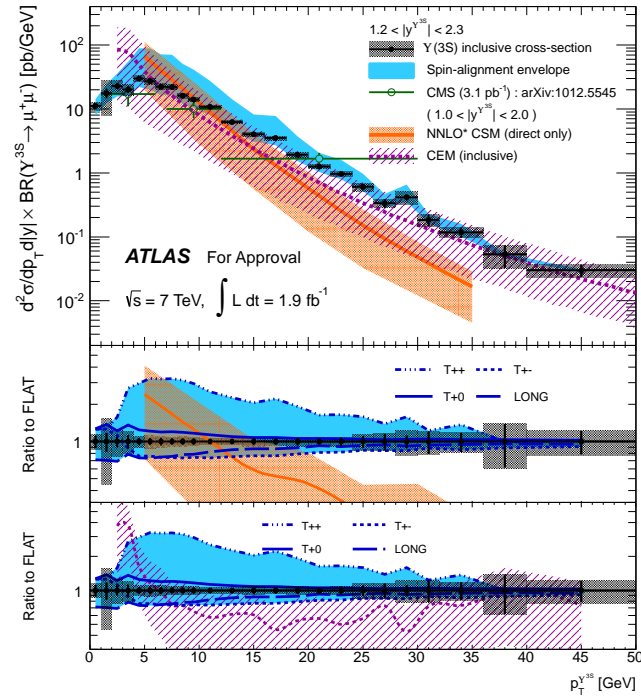 1.2 < |y^Υ3S| < 2.3
Υ(3S) inclusive cross-section
Spin-alignment envelope
CMS (3.1 pb⁻¹) : arXiv:1012.5545
( 1.0 < |y^Υ3S| < 2.0 )
NNLO* CSM (direct only)
CEM (inclusive)
d²σ/dp_T d|y| × BR(Υ^3S → μ⁺μ⁻) [pb/GeV]
10²
10
1
10⁻¹
10⁻²
ATLAS For Approval
√s = 7 TeV, ∫ L dt = 1.9 fb⁻¹
Ratio to FLAT
1
T++ T+-
T+0 LONG
Ratio to FLAT
1
T++ T+-
T+0 LONG
0 5 10 15 20 25 30 35 40 45 50
p_T^Υ3S [GeV]